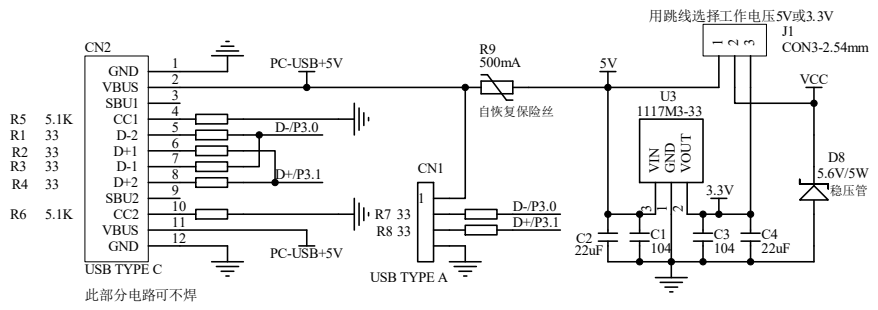 用跳线选择工作电压5V或3.3V
J1
CON3-2.54mm
1 2 3
CN2
GND 1
VBUS 2
SBU1 3
CC1 4
D-2 5
D+1 6
D-1 7
D+2 8
SBU2 9
CC2 10
VBUS 11
GND 12
USB TYPE C
此部分电路可不焊
R5 5.1K
R1 33
R2 33
R3 33
R4 33
R6 5.1K
PC-USB+5V
D-/P3.0
D+/P3.1
PC-USB+5V
R9
500mA
自恢复保险丝
CN1
1
R7 33
R8 33
D-/P3.0
D+/P3.1
USB TYPE A
5V
U3
1117M3-33
VIN
GND
VOUT
3
1
2
3.3V
C2
22uF
C1
104
C3
104
C4
22uF
VCC
D8
5.6V/5W
稳压管